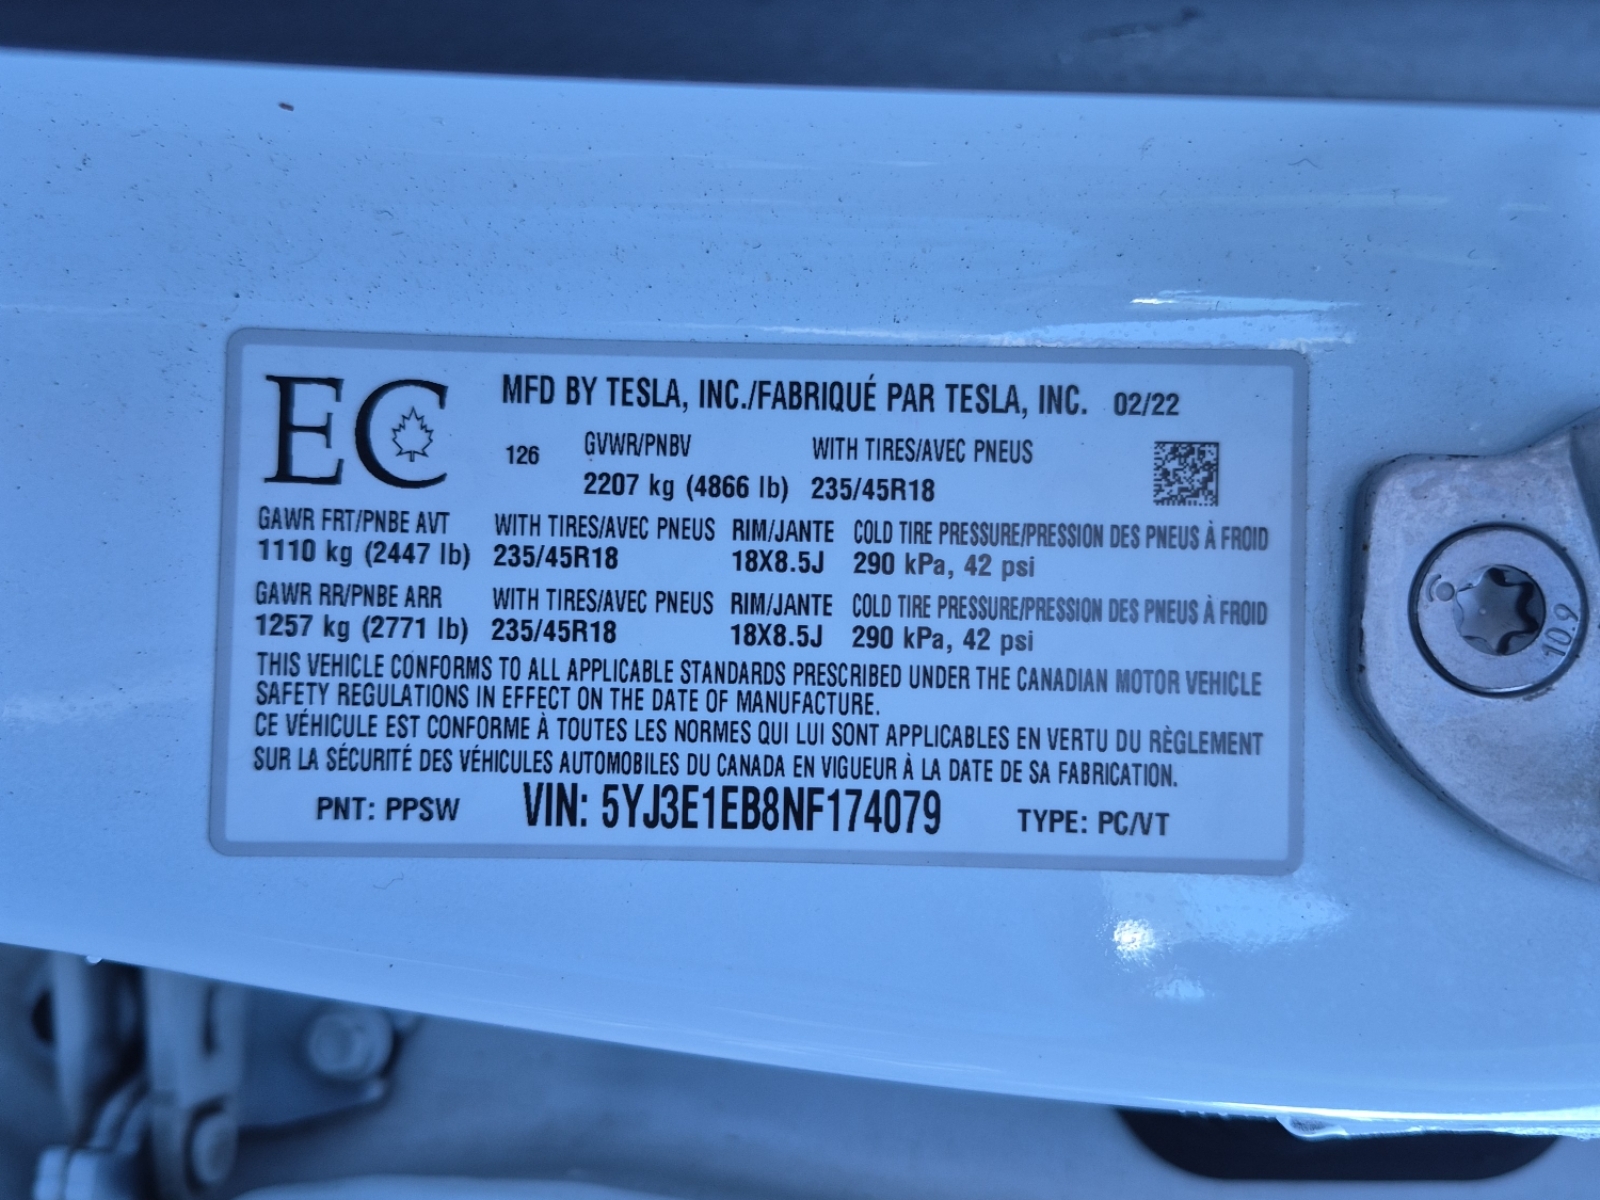 EC
MFD BY TESLA, INC./FABRIQUÉ PAR TESLA, INC. 02/22
126 GVWR/PNBV WITH TIRES/AVEC PNEUS
2207 kg (4866 lb) 235/45R18
GAWR FRT/PNBE AVT WITH TIRES/AVEC PNEUS RIM/JANTE COLD TIRE PRESSURE/PRESSION DES PNEUS À FROID
1110 kg (2447 lb) 235/45R18 18X8.5J 290 kPa, 42 psi
GAWR RR/PNBE ARR WITH TIRES/AVEC PNEUS RIM/JANTE COLD TIRE PRESSURE/PRESSION DES PNEUS À FROID
1257 kg (2771 lb) 235/45R18 18X8.5J 290 kPa, 42 psi
THIS VEHICLE CONFORMS TO ALL APPLICABLE STANDARDS PRESCRIBED UNDER THE CANADIAN MOTOR VEHICLE
SAFETY REGULATIONS IN EFFECT ON THE DATE OF MANUFACTURE.
CE VÉHICULE EST CONFORME À TOUTES LES NORMES QUI LUI SONT APPLICABLES EN VERTU DU RÈGLEMENT
SUR LA SÉCURITÉ DES VÉHICULES AUTOMOBILES DU CANADA EN VIGUEUR À LA DATE DE SA FABRICATION.
PNT: PPSW VIN: 5YJ3E1EB8NF174079 TYPE: PC/VT
10.9